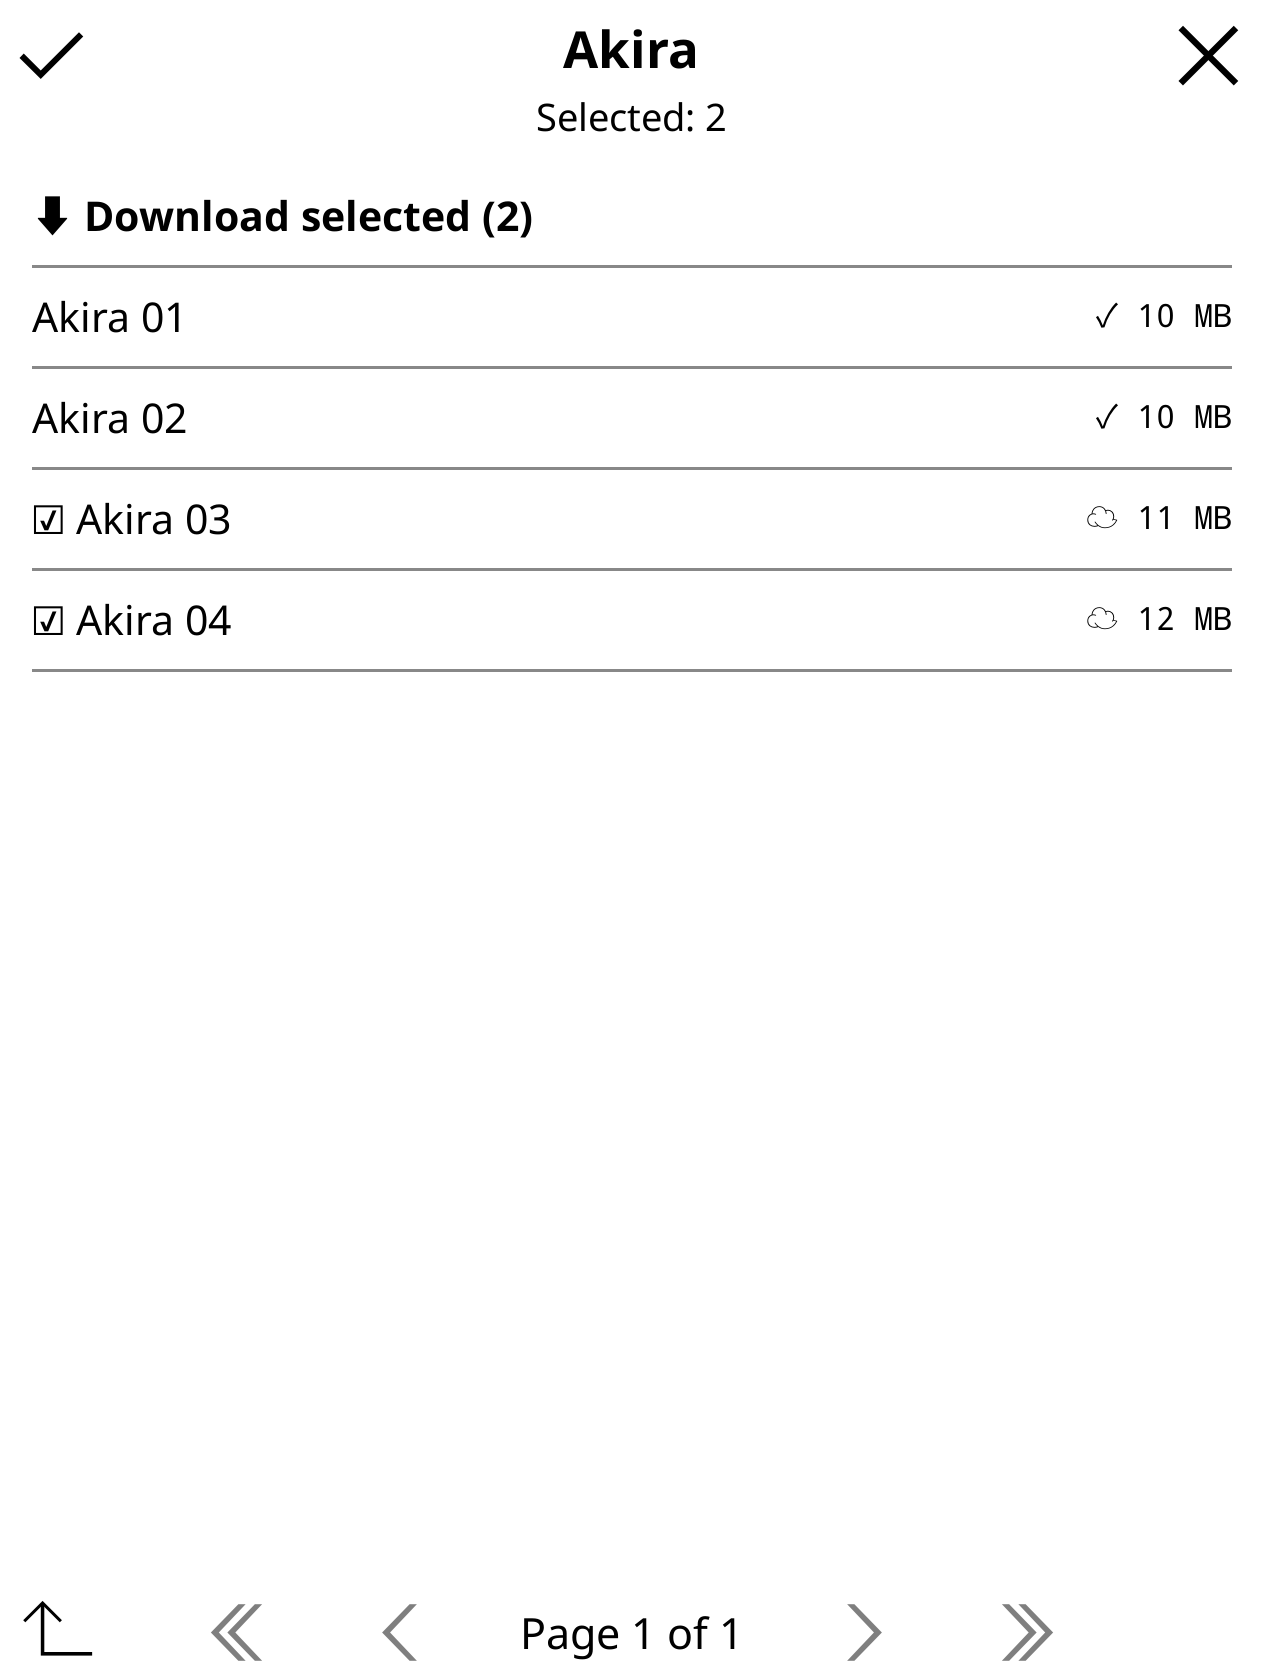 Akira
Selected: 2
Download selected (2)
Akira 01 ✓ 10 MB
Akira 02 ✓ 10 MB
☑ Akira 03 11 MB
☑ Akira 04 12 MB
Page 1 of 1